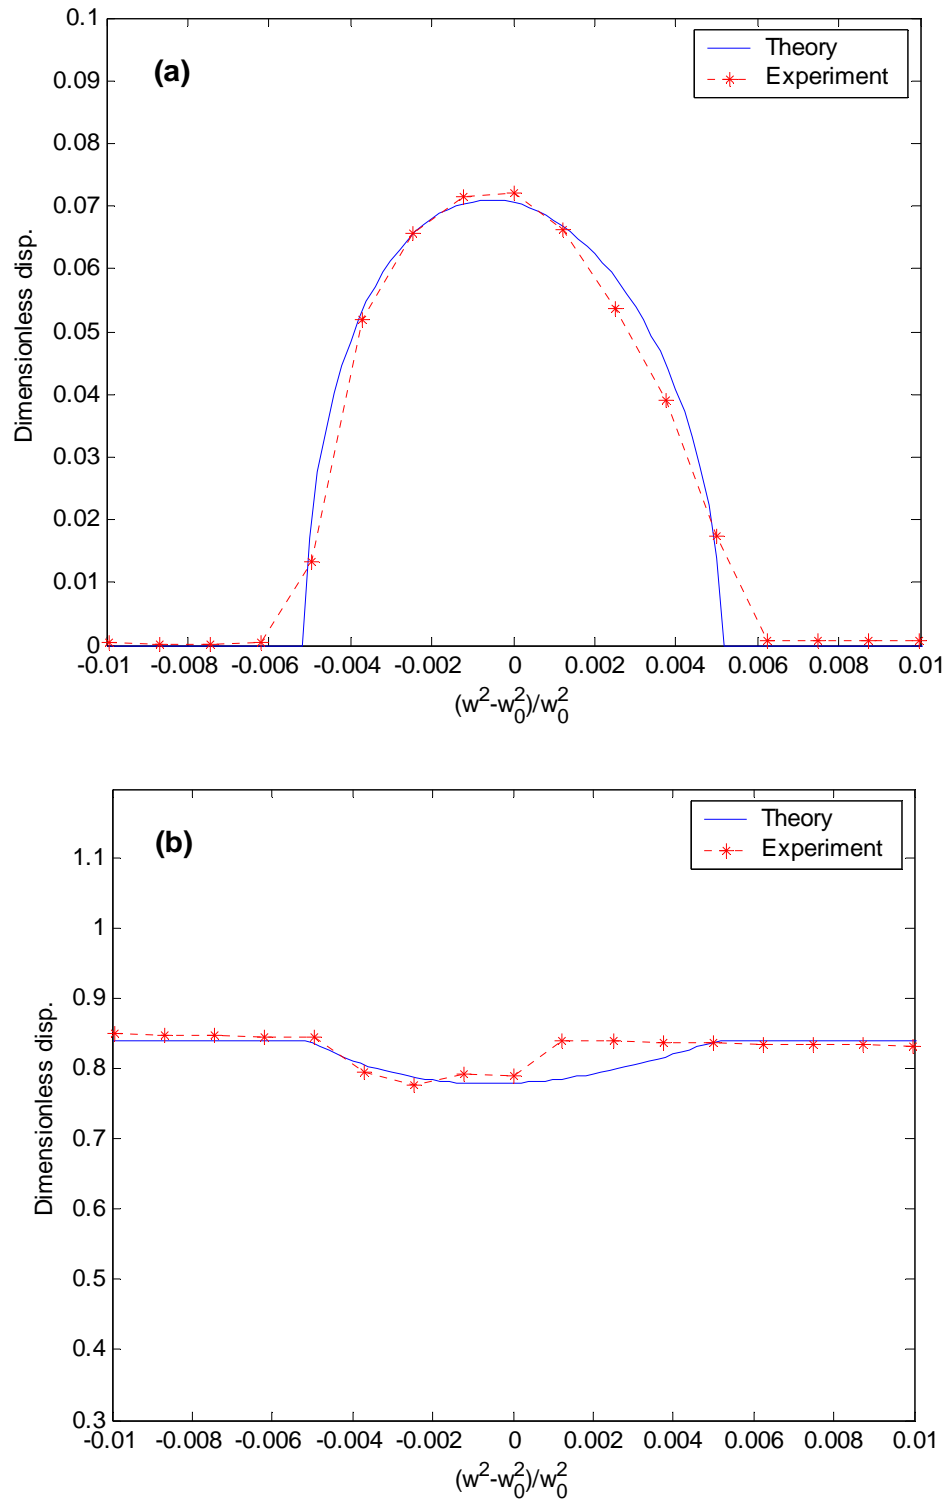 0.1
(a)
Theory
Experiment
0.09
0.08
0.07
0.06
0.05
0.04
0.03
0.02
0.01
0
Dimensionless disp.
-0.01 -0.008 -0.006 -0.004 -0.002 0 0.002 0.004 0.006 0.008 0.01
(w²-w₀²)/w₀²
(b)
Theory
Experiment
1.1
1
0.9
0.8
0.7
0.6
0.5
0.4
0.3
Dimensionless disp.
-0.01 -0.008 -0.006 -0.004 -0.002 0 0.002 0.004 0.006 0.008 0.01
(w²-w₀²)/w₀²